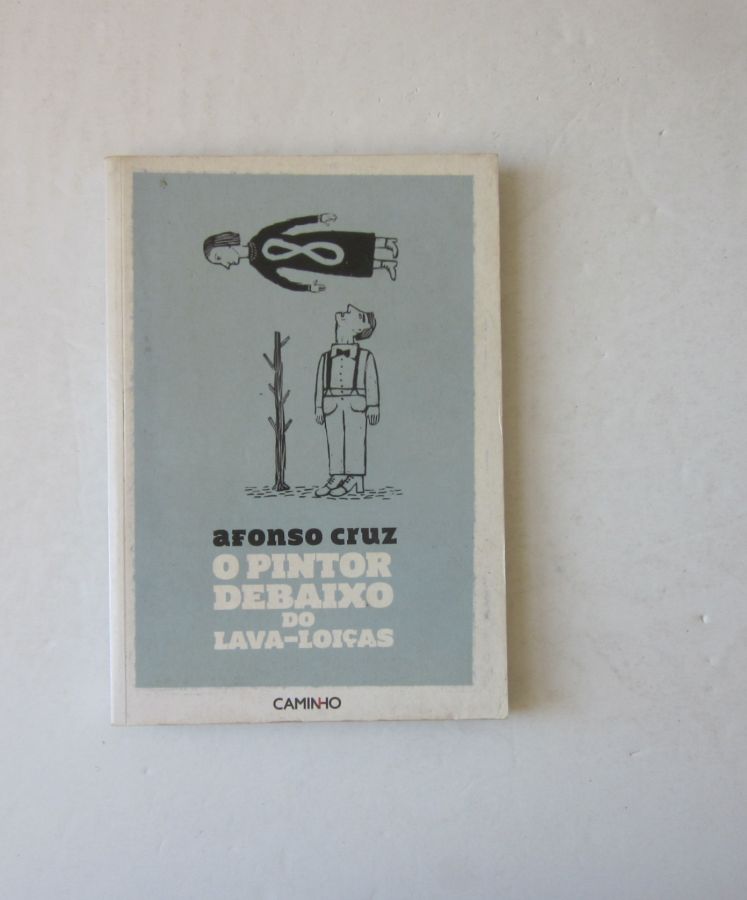 aFonso cruz
O PINTOR
DEBAIXO
DO
LAVA-LOIÇAS
CAMINHO